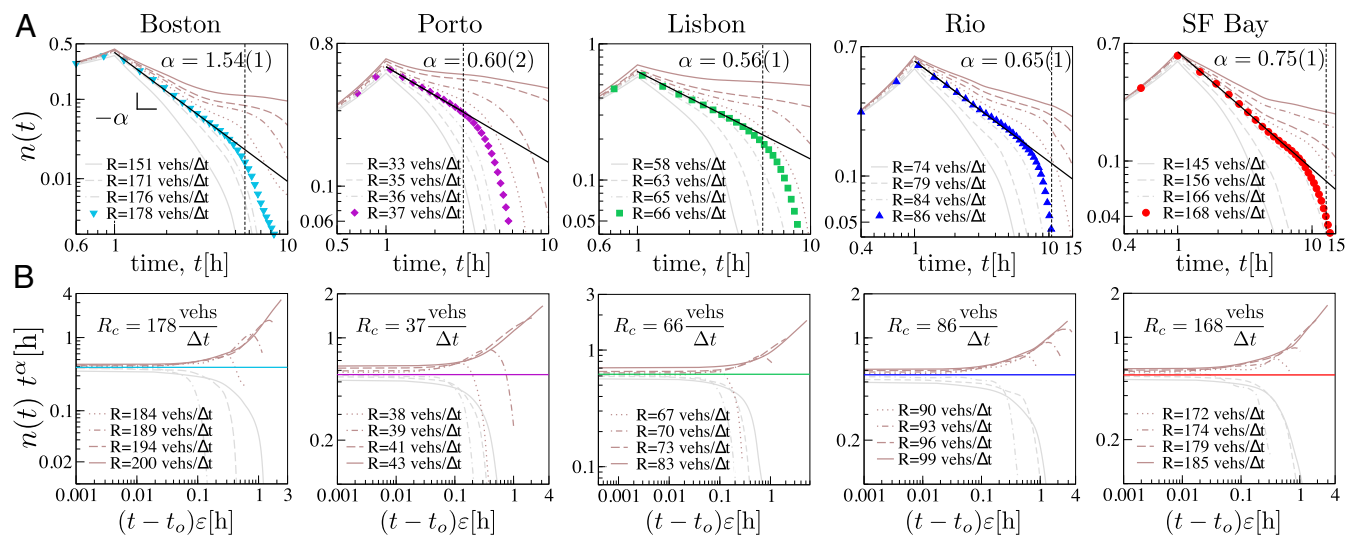 A
Boston
Porto
Lisbon
Rio
SF Bay
n(t)
0.5
0.1
0.01
α = 1.54(1)
−α
R=151 vehs/Δt
R=171 vehs/Δt
R=176 vehs/Δt
R=178 vehs/Δt
0.6
1
10
time, t[h]
0.8
0.1
0.06
α = 0.60(2)
R=33 vehs/Δt
R=35 vehs/Δt
R=36 vehs/Δt
R=37 vehs/Δt
0.5
1
10
time, t[h]
1
0.1
0.05
α = 0.56(1)
R=58 vehs/Δt
R=63 vehs/Δt
R=65 vehs/Δt
R=66 vehs/Δt
0.6
1
10
time, t[h]
0.7
0.1
0.05
α = 0.65(1)
R=74 vehs/Δt
R=79 vehs/Δt
R=84 vehs/Δt
R=86 vehs/Δt
0.4
1
10
15
time, t[h]
0.7
0.1
0.04
α = 0.75(1)
R=145 vehs/Δt
R=156 vehs/Δt
R=166 vehs/Δt
R=168 vehs/Δt
0.4
1
10
15
time, t[h]
B
n(t) t^α[h]
4
1
0.1
0.01
R_c = 178 vehs/Δt
R=184 vehs/Δt
R=189 vehs/Δt
R=194 vehs/Δt
R=200 vehs/Δt
0.001
0.01
0.1
1
3
(t − t_o)ε[h]
2
1
0.2
R_c = 37 vehs/Δt
R=38 vehs/Δt
R=39 vehs/Δt
R=41 vehs/Δt
R=43 vehs/Δt
0.001
0.01
0.1
1
4
(t − t_o)ε[h]
3
1
0.1
R_c = 66 vehs/Δt
R=67 vehs/Δt
R=70 vehs/Δt
R=73 vehs/Δt
R=83 vehs/Δt
0.001
0.01
0.1
1
6
(t − t_o)ε[h]
2
1
0.2
R_c = 86 vehs/Δt
R=90 vehs/Δt
R=93 vehs/Δt
R=96 vehs/Δt
R=99 vehs/Δt
0.001
0.01
0.1
1
4
(t − t_o)ε[h]
2
1
0.2
R_c = 168 vehs/Δt
R=172 vehs/Δt
R=174 vehs/Δt
R=179 vehs/Δt
R=185 vehs/Δt
0.001
0.01
0.1
1
4
(t − t_o)ε[h]